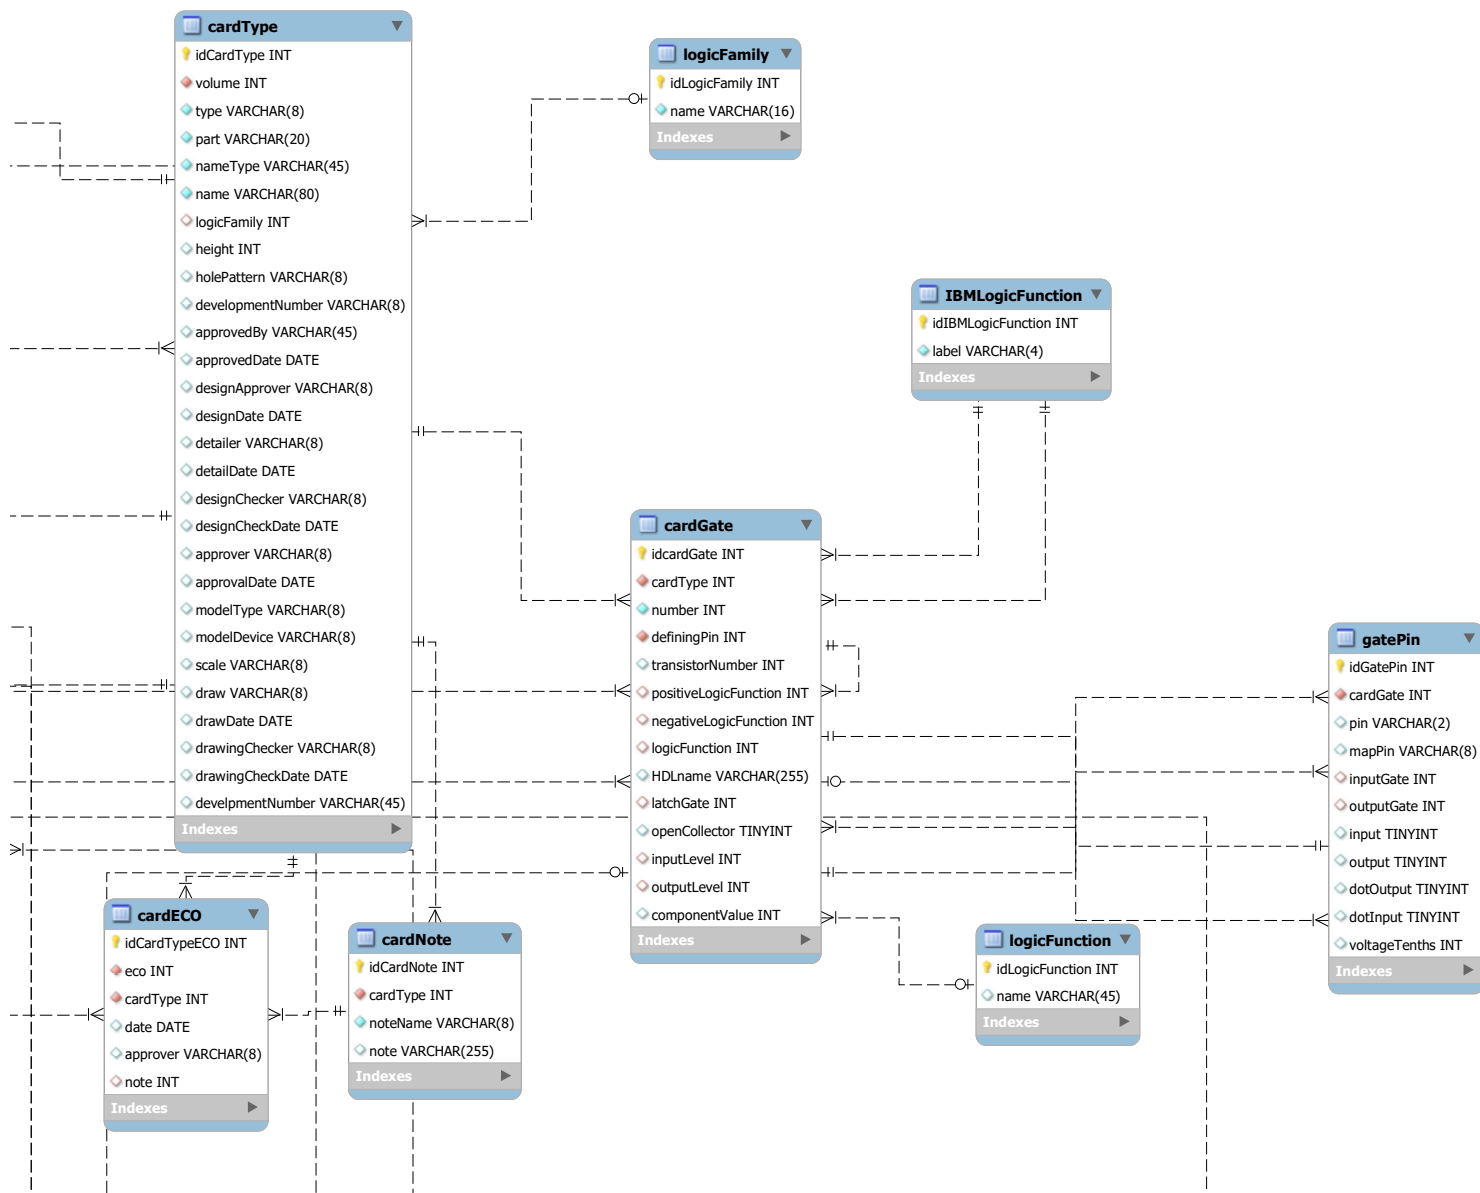 cardType
idCardType INT
volume INT
type VARCHAR(8)
part VARCHAR(20)
nameType VARCHAR(45)
name VARCHAR(80)
logicFamily INT
height INT
holePattern VARCHAR(8)
developmentNumber VARCHAR(8)
approvedBy VARCHAR(45)
approvedDate DATE
designApprover VARCHAR(8)
designDate DATE
detailer VARCHAR(8)
detailDate DATE
designChecker VARCHAR(8)
designCheckDate DATE
approver VARCHAR(8)
approvalDate DATE
modelType VARCHAR(8)
modelDevice VARCHAR(8)
scale VARCHAR(8)
draw VARCHAR(8)
drawDate DATE
drawingChecker VARCHAR(8)
drawingCheckDate DATE
develpmentNumber VARCHAR(45)
Indexes
logicFamily
idLogicFamily INT
name VARCHAR(16)
Indexes
IBMLogicFunction
idIBMLogicFunction INT
label VARCHAR(4)
Indexes
cardGate
idcardGate INT
cardType INT
number INT
definingPin INT
transistorNumber INT
positiveLogicFunction INT
negativeLogicFunction INT
logicFunction INT
HDLname VARCHAR(255)
latchGate INT
openCollector TINYINT
inputLevel INT
outputLevel INT
componentValue INT
Indexes
gatePin
idGatePin INT
cardGate INT
pin VARCHAR(2)
mapPin VARCHAR(8)
inputGate INT
outputGate INT
input TINYINT
output TINYINT
dotOutput TINYINT
dotInput TINYINT
voltageTenths INT
Indexes
cardECO
idCardTypeECO INT
eco INT
cardType INT
date DATE
approver VARCHAR(8)
note INT
Indexes
cardNote
idCardNote INT
cardType INT
noteName VARCHAR(8)
note VARCHAR(255)
Indexes
logicFunction
idLogicFunction INT
name VARCHAR(45)
Indexes